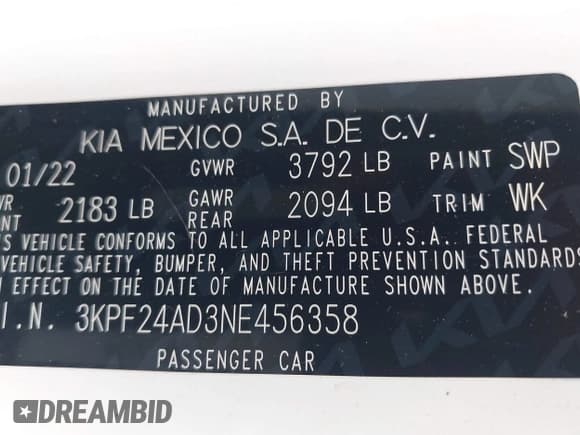 MANUFACTURED BY
KIA MEXICO S.A. DE C.V.
01/22 GVWR 3792 LB PAINT SWP
2183 LB GAWR REAR 2094 LB TRIM WK
VEHICLE CONFORMS TO ALL APPLICABLE U.S.A. FEDERAL
VEHICLE SAFETY, BUMPER, AND THEFT PREVENTION STANDARDS
EFFECT ON THE DATE OF MANUFACTURE SHOWN ABOVE.
I.N. 3KPF24AD3NE456358
PASSENGER CAR
DREAMBID